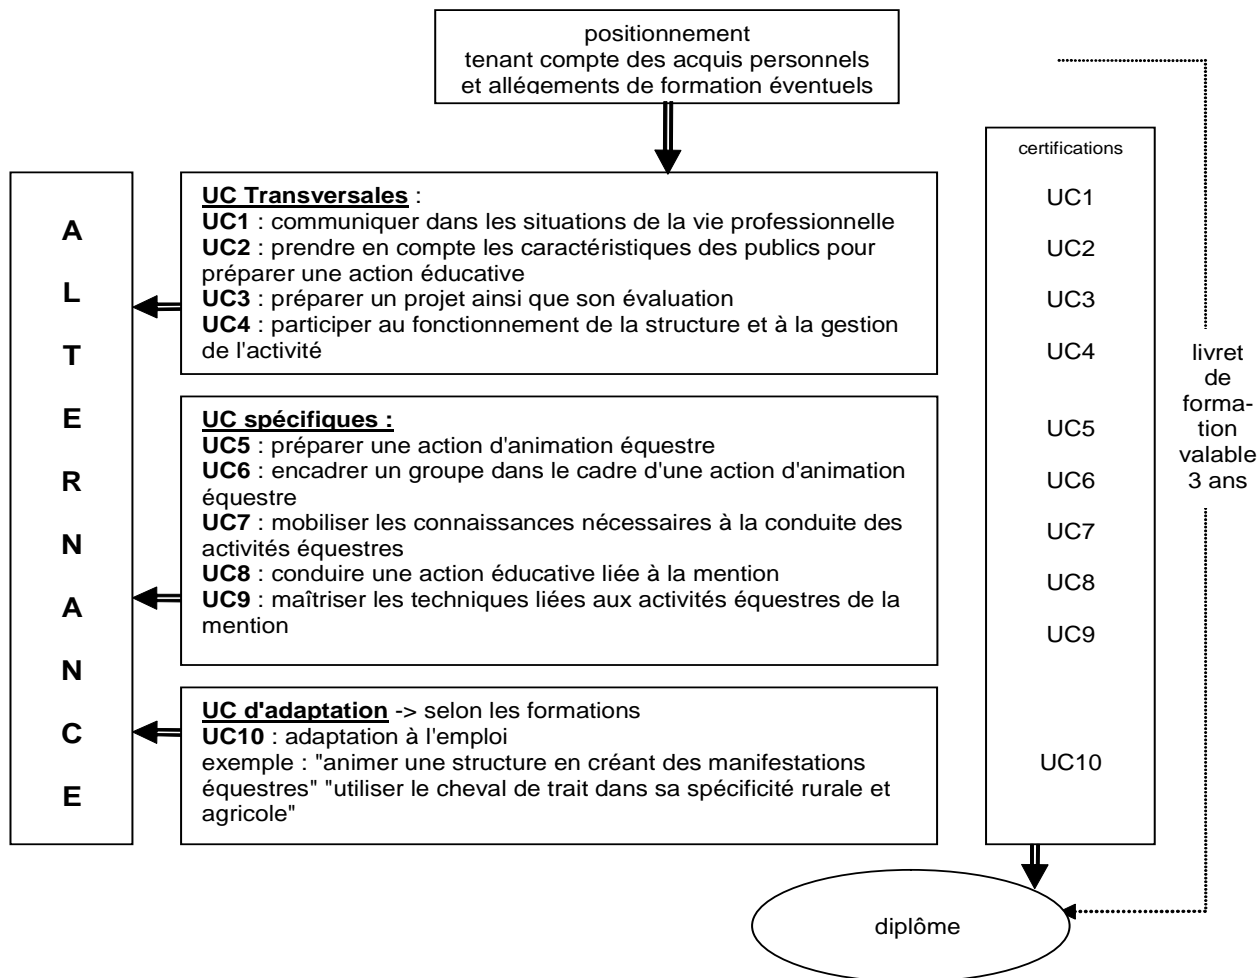 positionnement
tenant compte des acquis personnels
et allégements de formation éventuels
A
L
T
E
R
N
A
N
C
E
UC Transversales :
UC1 : communiquer dans les situations de la vie professionnelle
UC2 : prendre en compte les caractéristiques des publics pour
préparer une action éducative
UC3 : préparer un projet ainsi que son évaluation
UC4 : participer au fonctionnement de la structure et à la gestion
de l'activité
UC spécifiques :
UC5 : préparer une action d'animation équestre
UC6 : encadrer un groupe dans le cadre d'une action d'animation
équestre
UC7 : mobiliser les connaissances nécessaires à la conduite des
activités équestres
UC8 : conduire une action éducative liée à la mention
UC9 : maîtriser les techniques liées aux activités équestres de la
mention
UC d'adaptation -> selon les formations
UC10 : adaptation à l'emploi
exemple : "animer une structure en créant des manifestations
équestres" "utiliser le cheval de trait dans sa spécificité rurale et
agricole"
certifications
UC1
UC2
UC3
UC4
UC5
UC6
UC7
UC8
UC9
UC10
livret
de
forma-
tion
valable
3 ans
diplôme